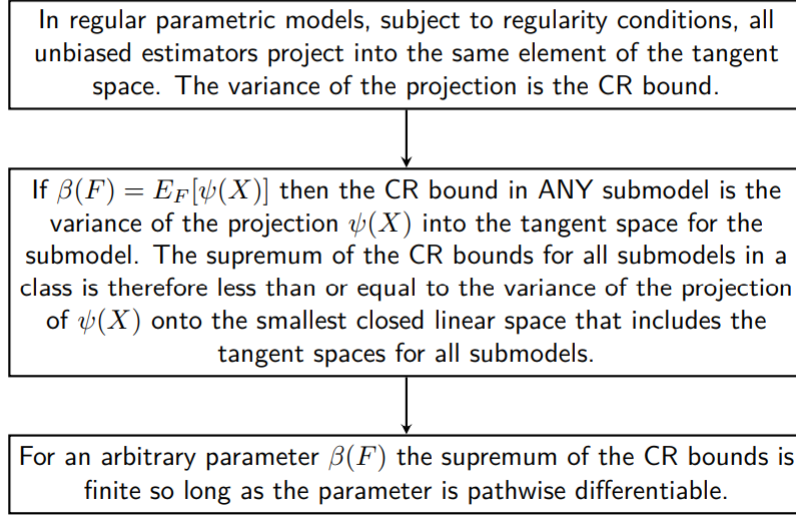 In regular parametric models, subject to regularity conditions, all
unbiased estimators project into the same element of the tangent
space. The variance of the projection is the CR bound.
If β(F) = E_F[ψ(X)] then the CR bound in ANY submodel is the
variance of the projection ψ(X) into the tangent space for the
submodel. The supremum of the CR bounds for all submodels in a
class is therefore less than or equal to the variance of the projection
of ψ(X) onto the smallest closed linear space that includes the
tangent spaces for all submodels.
For an arbitrary parameter β(F) the supremum of the CR bounds is
finite so long as the parameter is pathwise differentiable.